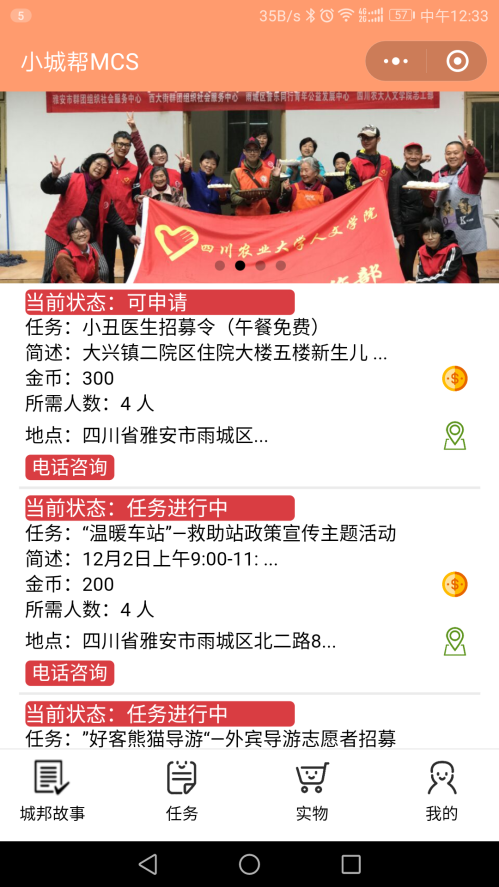 5
35B/s 57 中午12:33
小城帮MCS
雅安市群团组织社会服务中心 西大街群团组织社会服务中心 雨城区音乐同行青年公益发展中心 四川农大人文学院志工部
四川农业大学人文学院
当前状态：可申请
任务：小丑医生招募令（午餐免费）
简述：大兴镇二院区住院大楼五楼新生儿 ...
金币：300
所需人数：4 人
地点：四川省雅安市雨城区...
电话咨询
当前状态：任务进行中
任务：“温暖车站”—救助站政策宣传主题活动
简述：12月2日上午9:00-11: ...
金币：200
所需人数：4 人
地点：四川省雅安市雨城区北二路8...
电话咨询
当前状态：任务进行中
任务：”好客熊猫导游“—外宾导游志愿者招募
城邦故事 任务 实物 我的